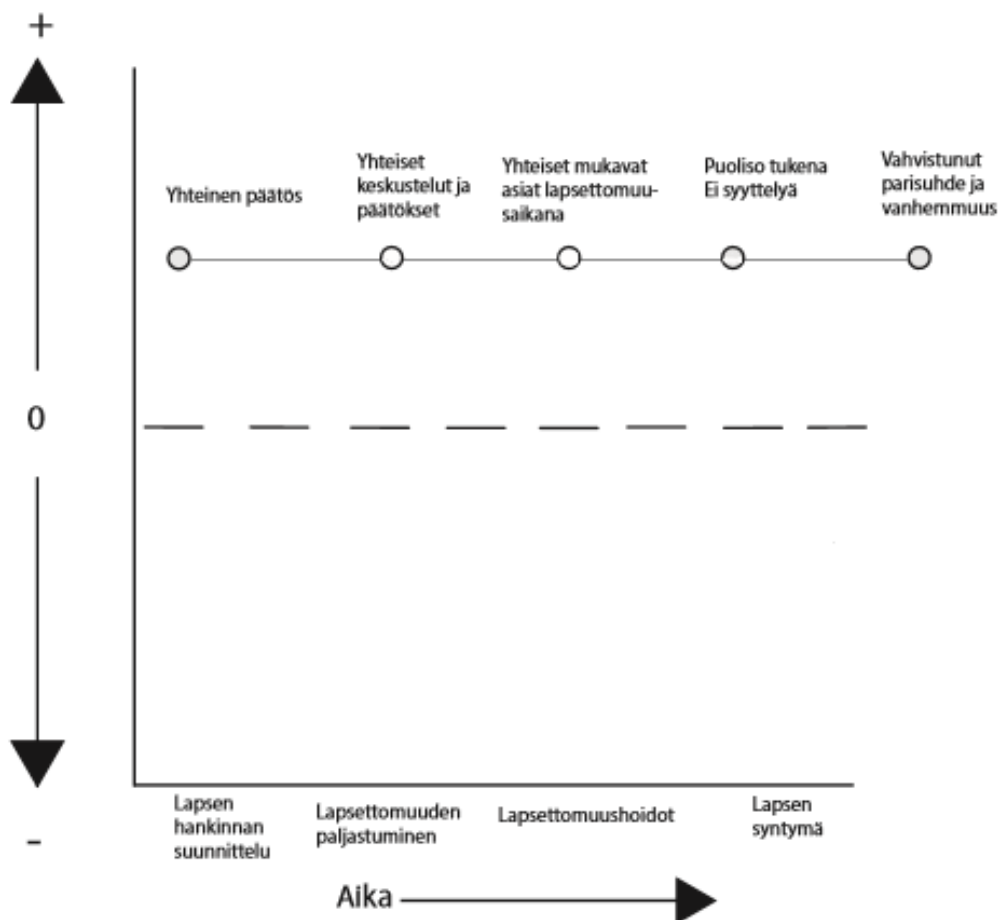 +
Yhteinen päätös
Yhteiset
keskustelut ja
päätökset
Yhteiset mukavat
asiat lapsettomuu-
saikana
Puoliso tukena
Ei syyttelyä
Vahvistunut
parisuhde ja
vanhemmuus
0
-
Lapsen
hankinnan
suunnittelu
Lapsettomuuden
paljastuminen
Lapsettomuushoidot
Lapsen
syntymä
Aika